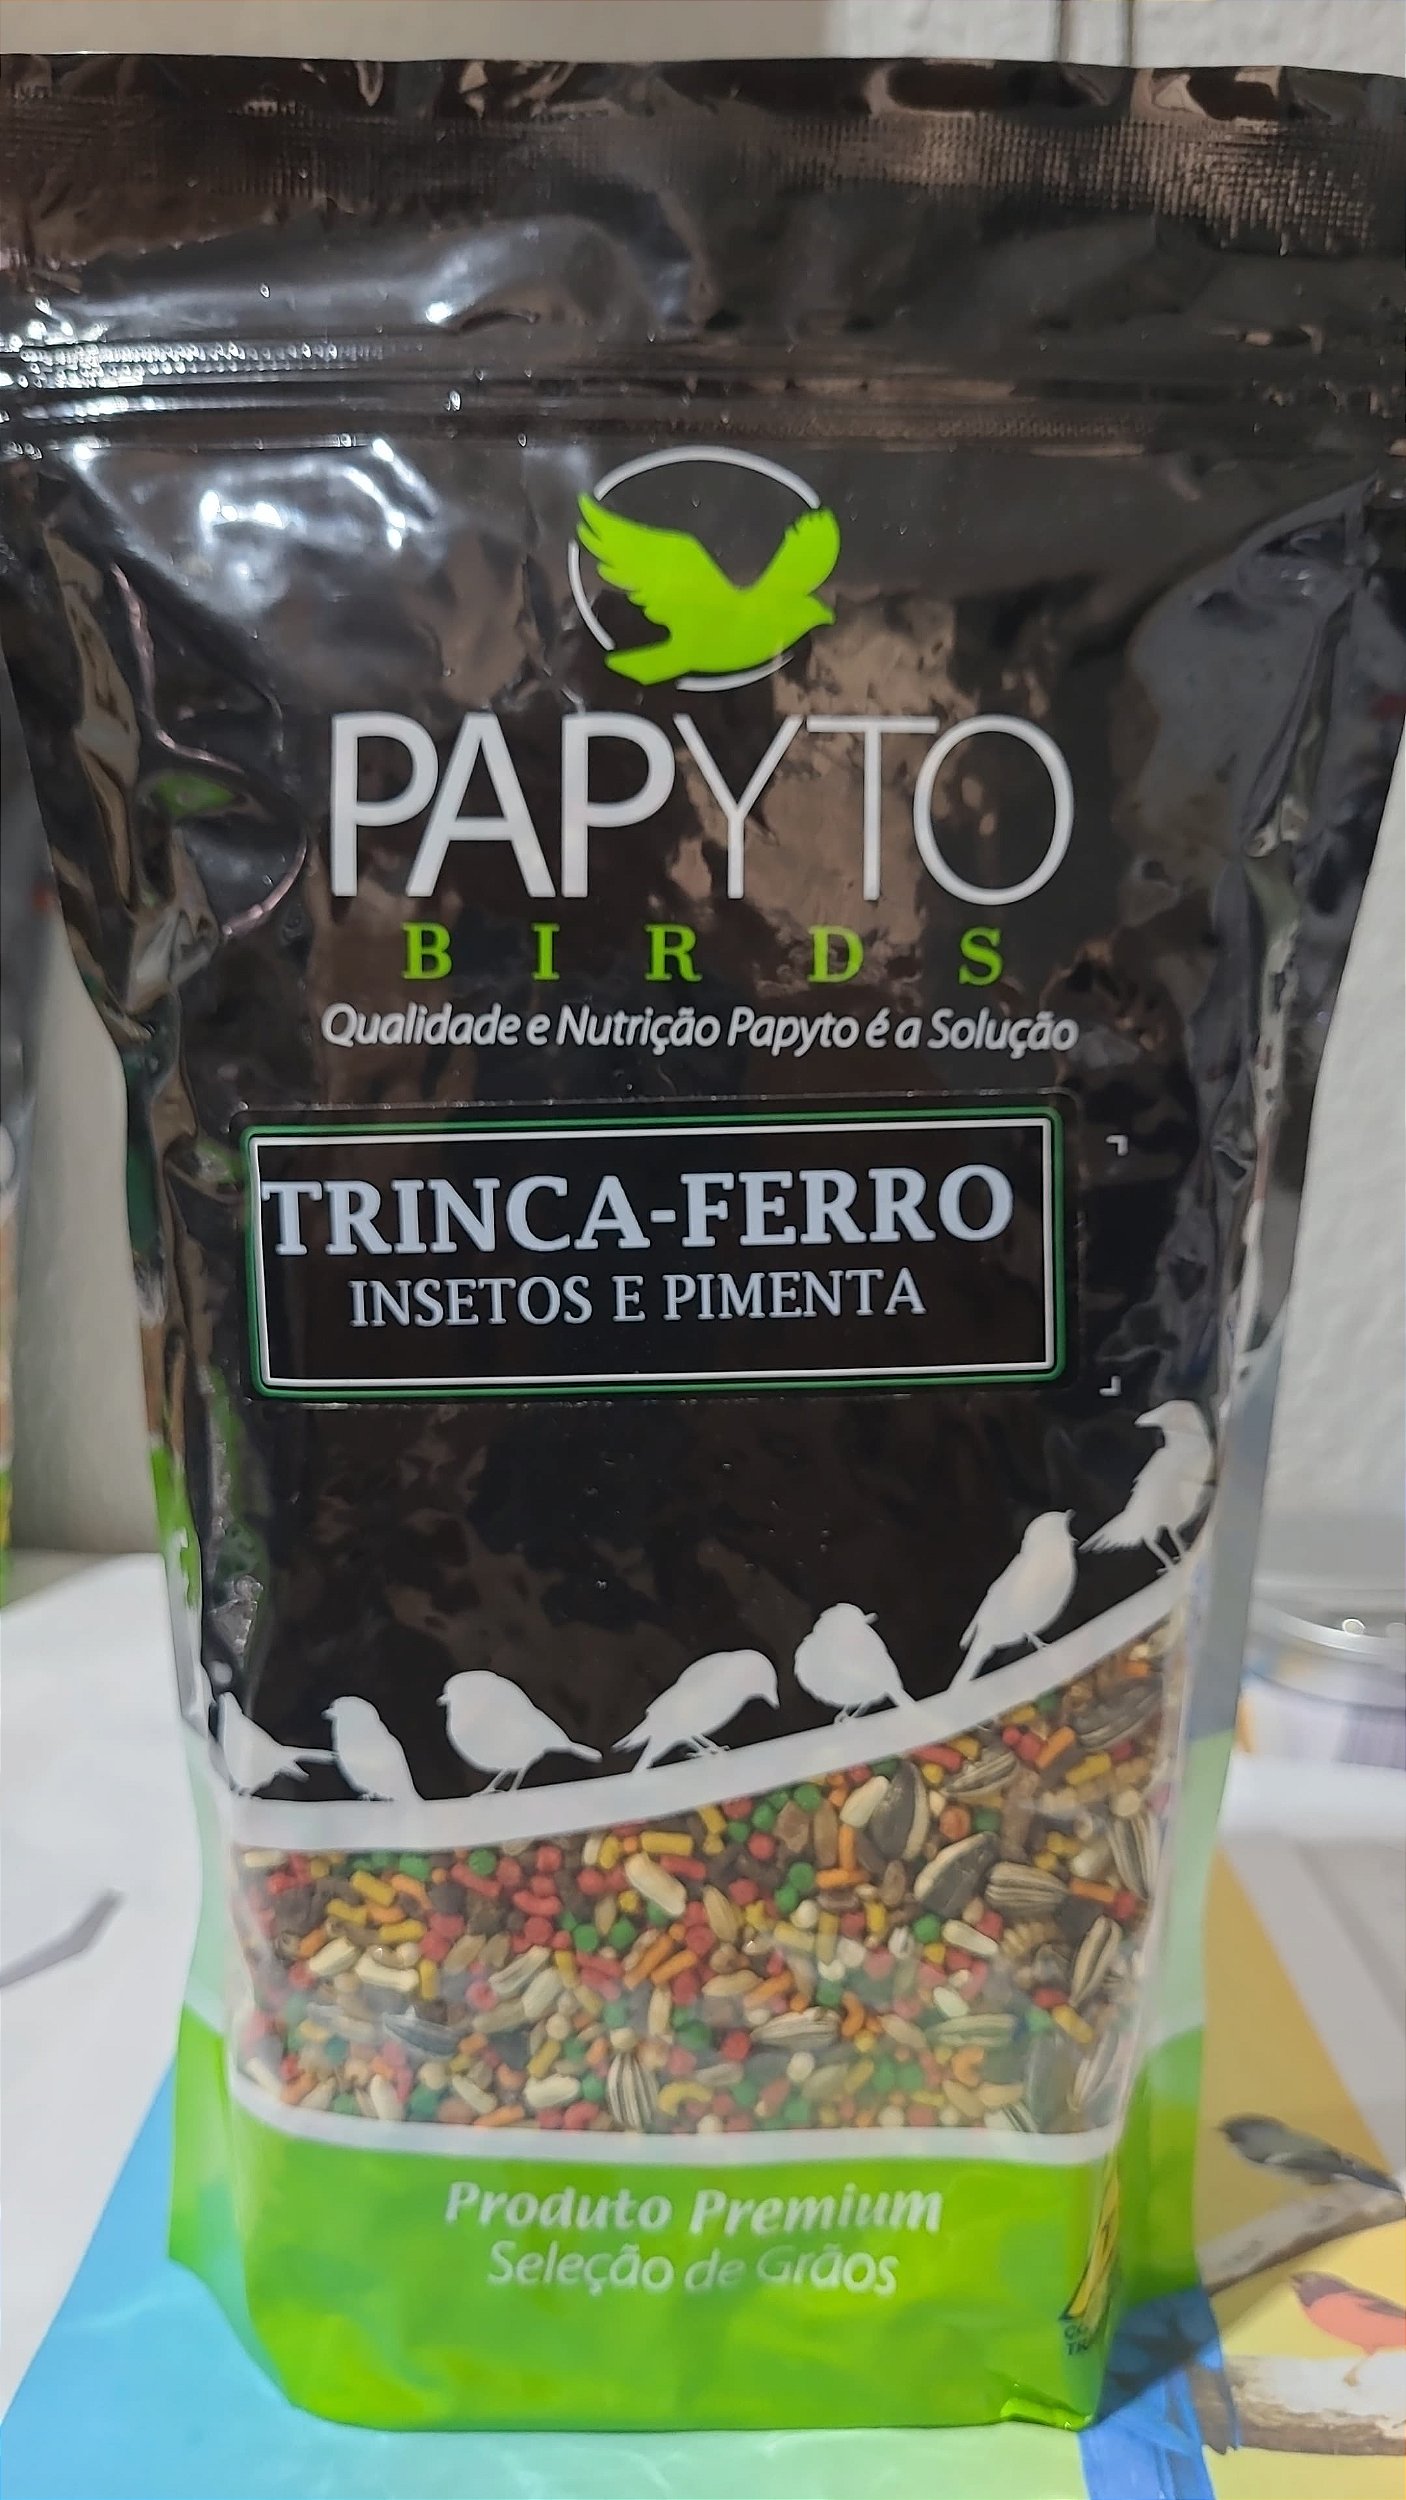 PAPYTO
BIRDS
Qualidade e Nutrição Papyto é a Solução
TRINCA-FERRO
INSETOS E PIMENTA
Produto Premium
Seleção de Grãos